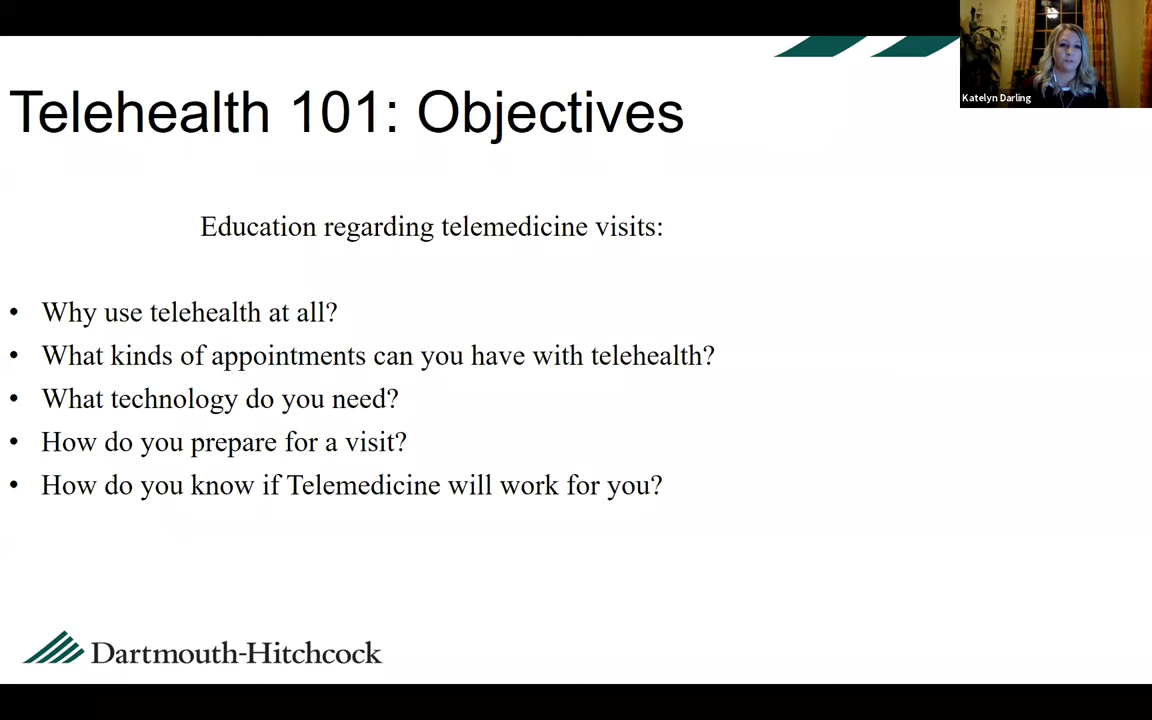 Telehealth 101: Objectives
Katelyn Darling
Education regarding telemedicine visits:
• Why use telehealth at all?
• What kinds of appointments can you have with telehealth?
• What technology do you need?
• How do you prepare for a visit?
• How do you know if Telemedicine will work for you?
Dartmouth-Hitchcock